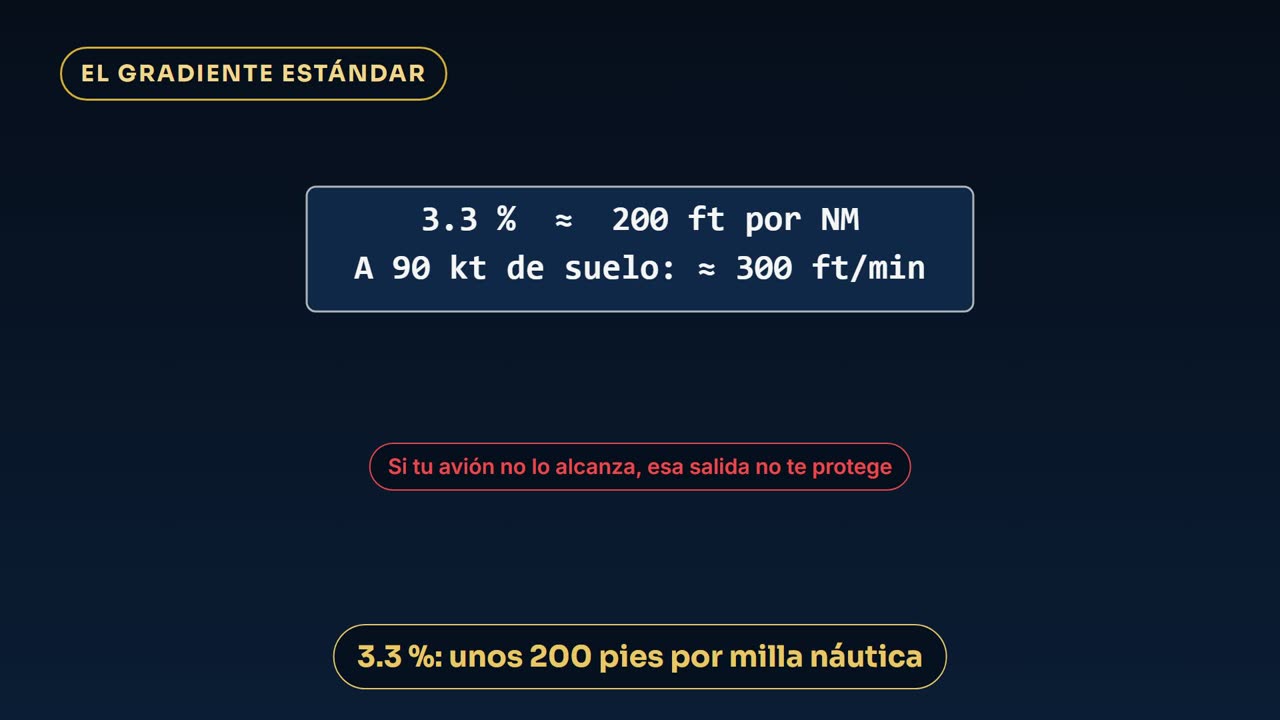 EL GRADIENTE ESTÁNDAR
3.3 % ≈ 200 ft por NM
A 90 kt de suelo: ≈ 300 ft/min
Si tu avión no lo alcanza, esa salida no te protege
3.3 %: unos 200 pies por milla náutica